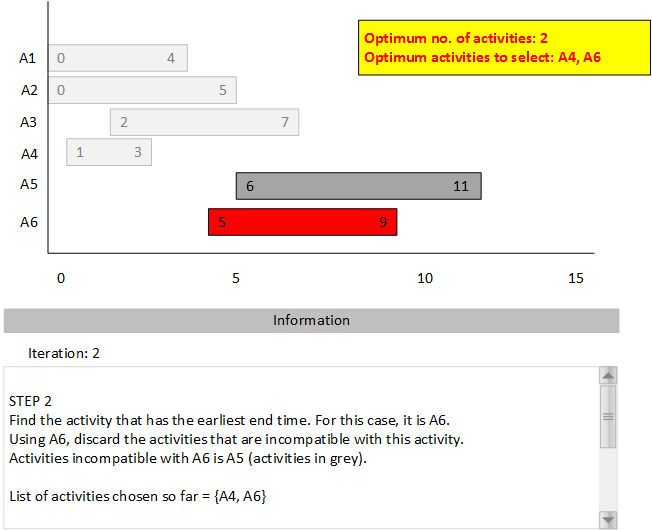 Optimum no. of activities: 2
Optimum activities to select: A4, A6
A1 0 4
A2 0 5
A3 2 7
A4 1 3
A5 6 11
A6 5 9
0 5 10 15
Information
Iteration: 2
STEP 2
Find the activity that has the earliest end time. For this case, it is A6.
Using A6, discard the activities that are incompatible with this activity.
Activities incompatible with A6 is A5 (activities in grey).
List of activities chosen so far = {A4, A6}